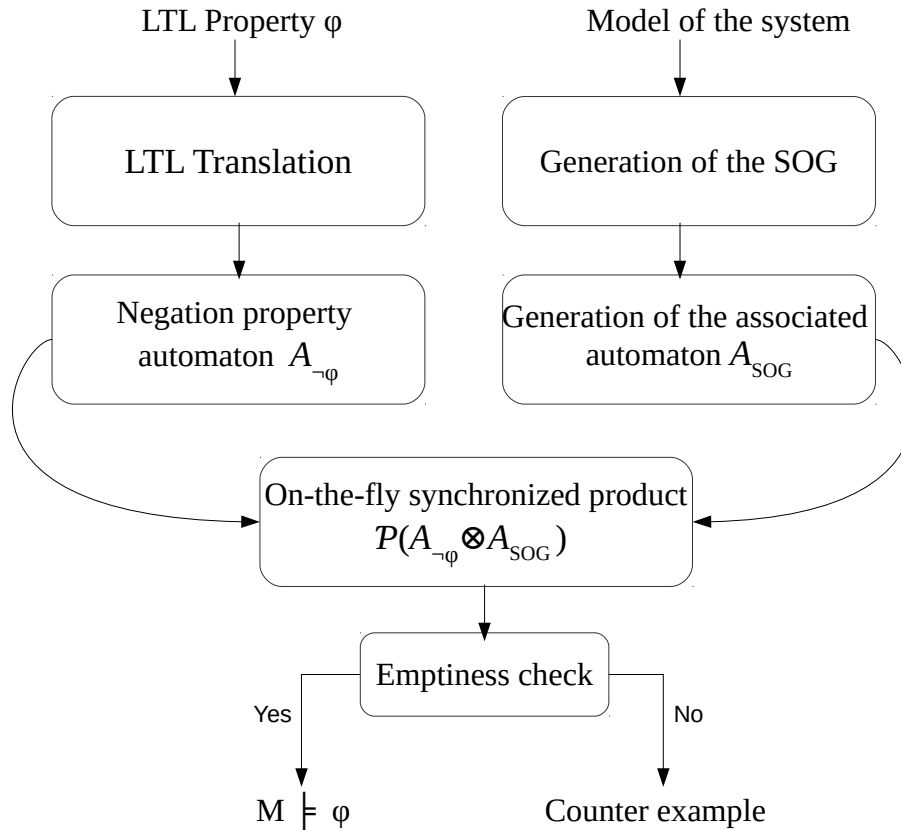 LTL Property φ
Model of the system
LTL Translation
Generation of the SOG
Negation property
automaton A¬φ
Generation of the associated
automaton ASOG
On-the-fly synchronized product
𝒫(A¬φ⊗ASOG)
Emptiness check
Yes
No
M ⊧ φ
Counter example